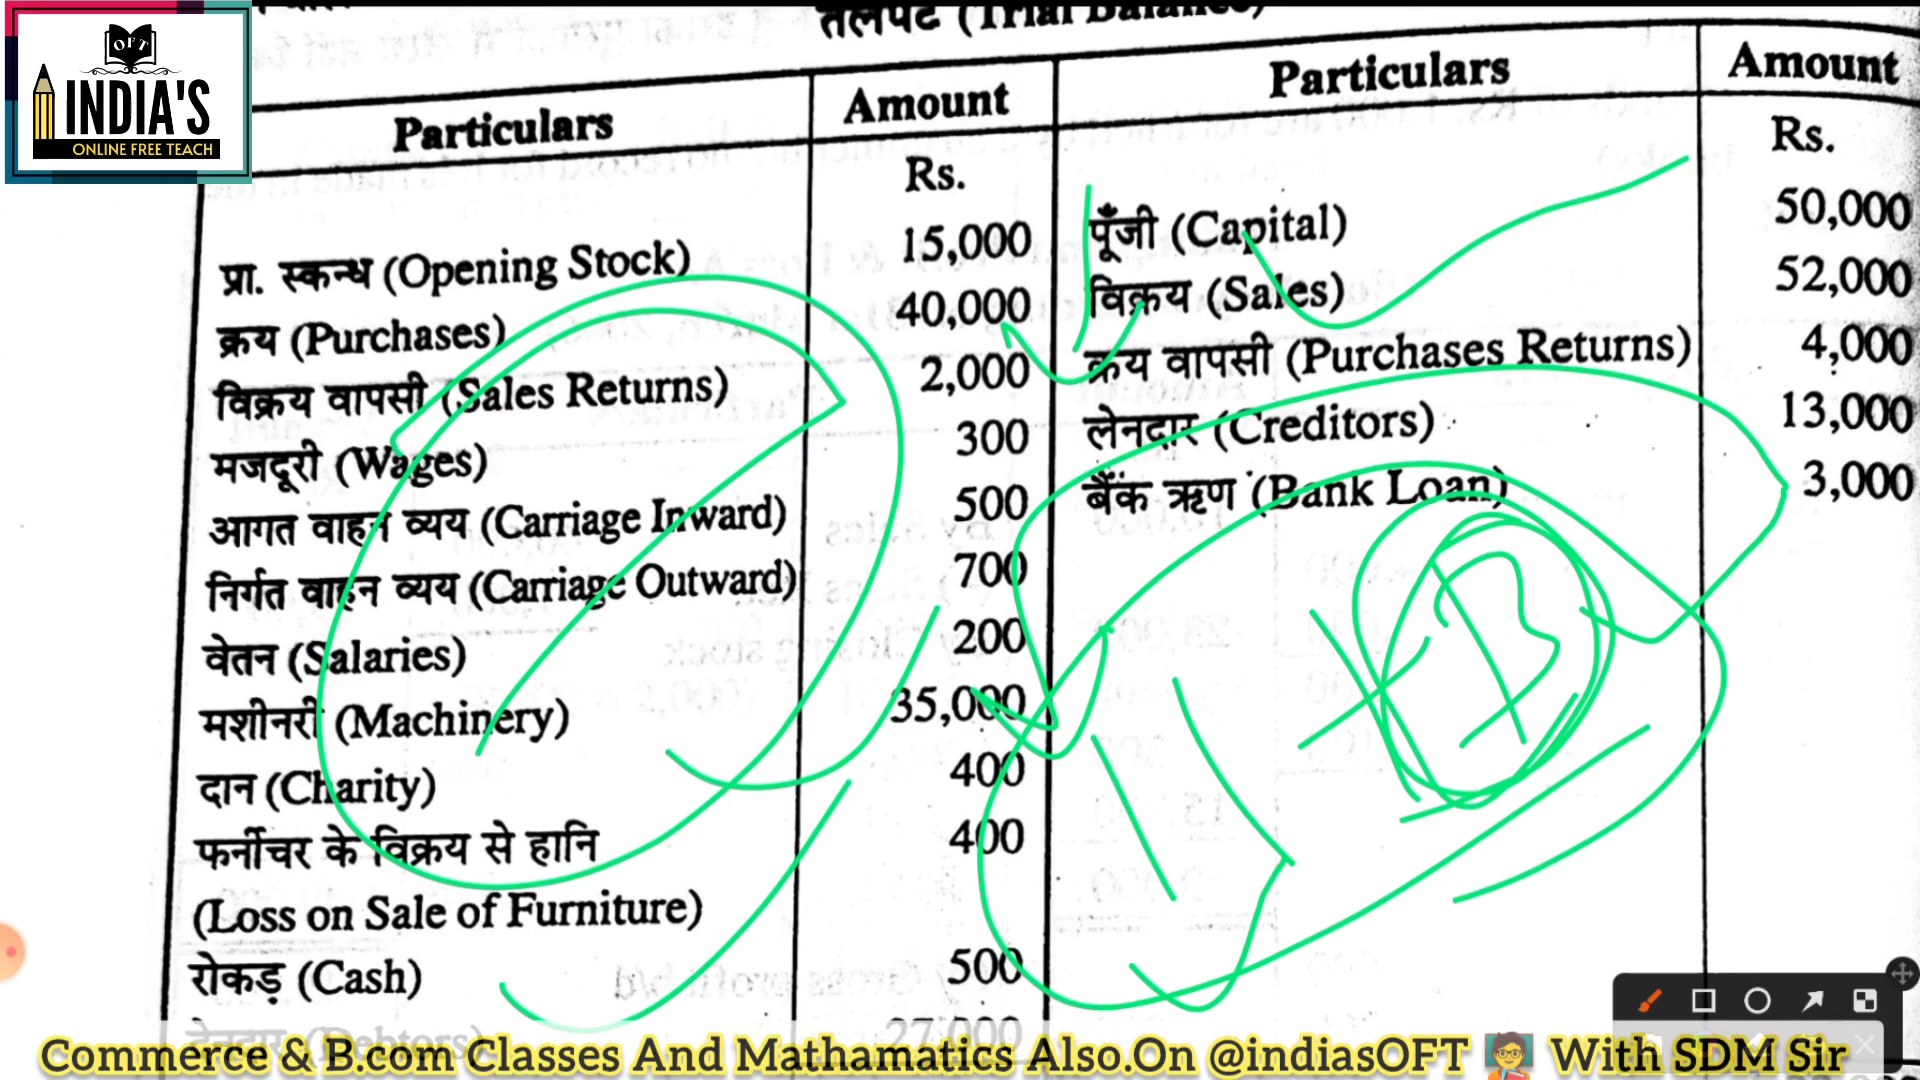 OFT
INDIA'S
ONLINE FREE TEACH
तलपट (Trial Balance)
Particulars Amount Particulars Amount
Rs. Rs.
प्रा. स्कन्ध (Opening Stock) 15,000 पूँजी (Capital) 50,000
क्रय (Purchases) 40,000 विक्रय (Sales) 52,000
विक्रय वापसी (Sales Returns) 2,000 क्रय वापसी (Purchases Returns) 4,000
मजदूरी (Wages) 300 लेनदार (Creditors) 13,000
आगत वाहन व्यय (Carriage Inward) 500 बैंक ऋण (Bank Loan) 3,000
निर्गत वाहन व्यय (Carriage Outward) 700
वेतन (Salaries) 200
मशीनरी (Machinery) 35,000
दान (Charity) 400
फर्नीचर के विक्रय से हानि 400
(Loss on Sale of Furniture)
रोकड़ (Cash) 500
(Debtors) 27,000
Commerce & B.com Classes And Mathamatics Also.On @indiasOFT With SDM Sir